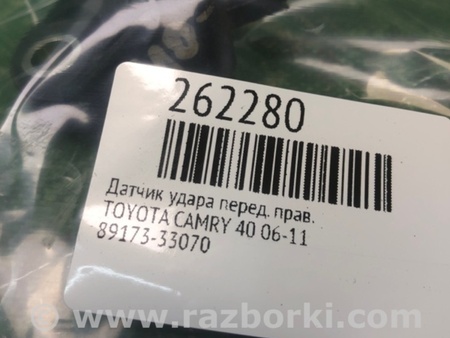 262280
Датчик удара перед. прав.
TOYOTA CAMRY 40 06-11
89173-33070
www.razborki.com